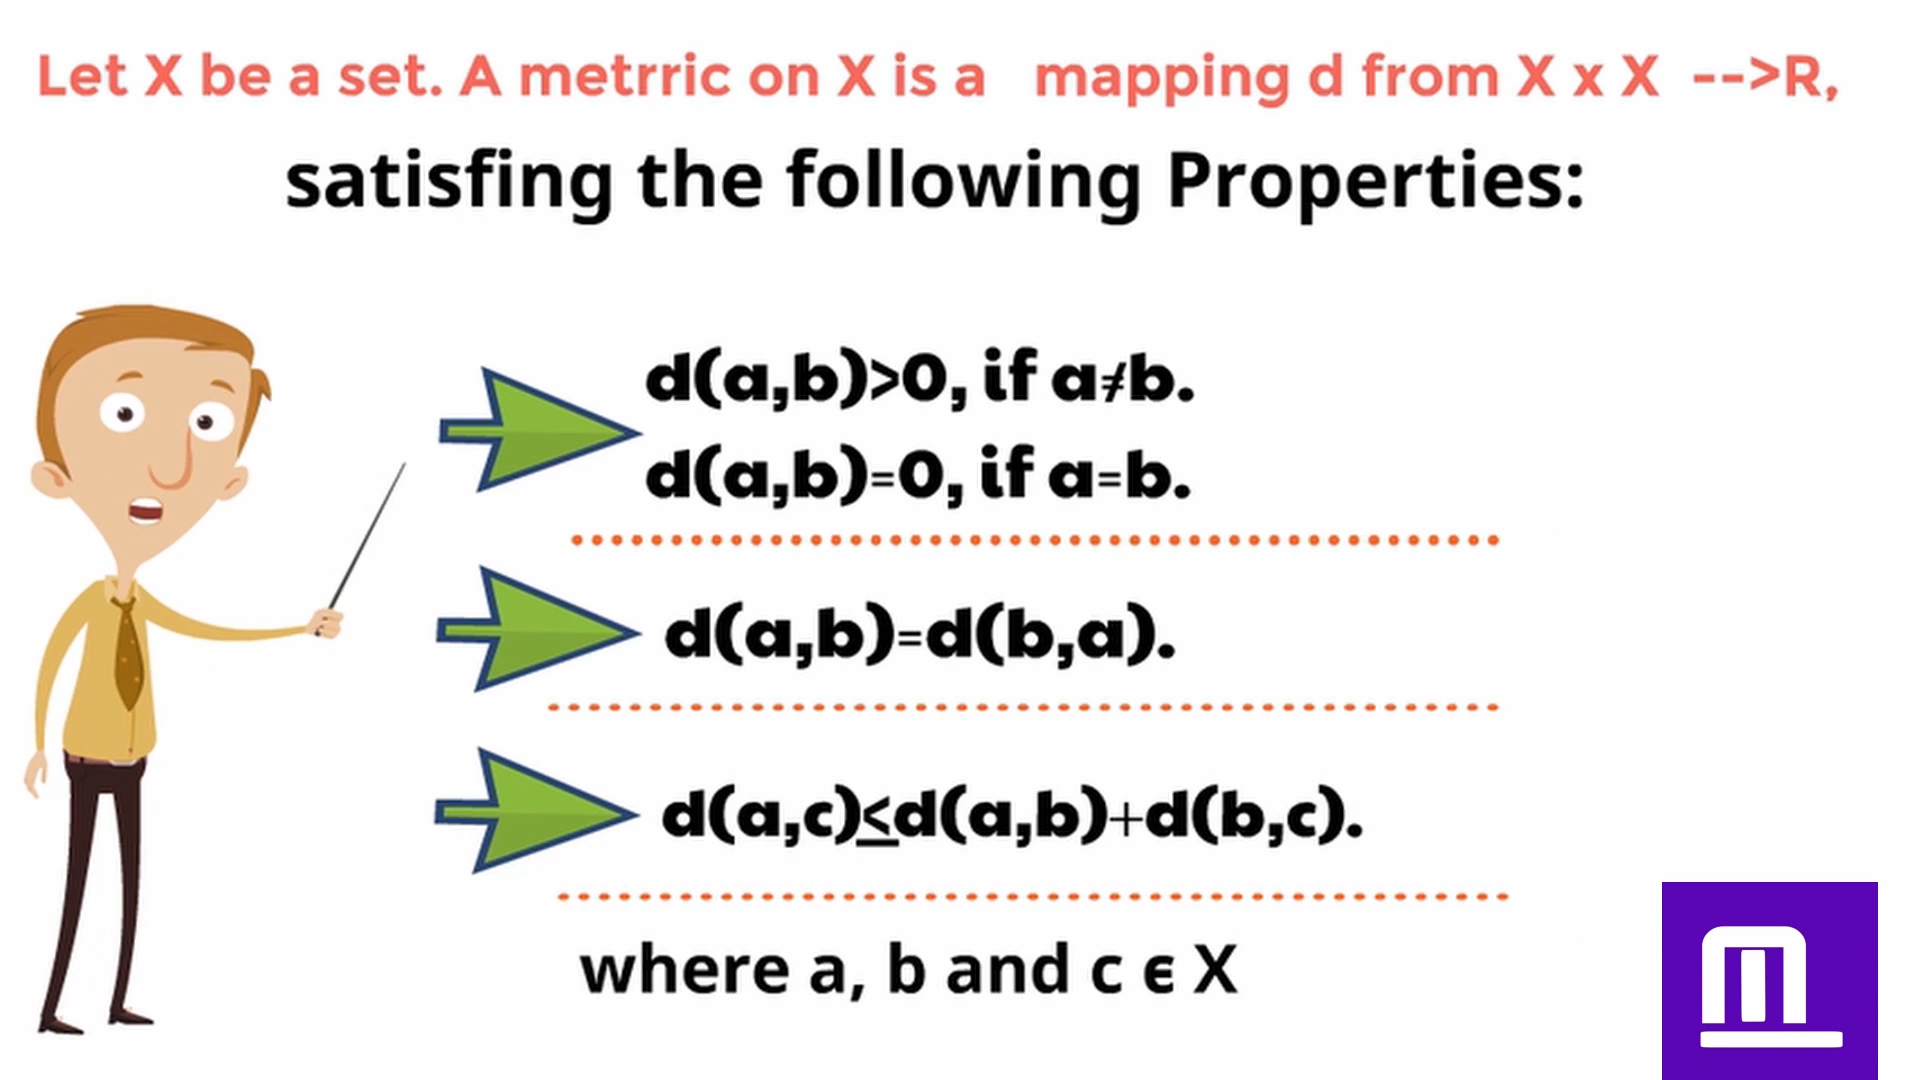 Let X be a set. A metrric on X is a mapping d from X x X -->R,
satisfing the following Properties:
d(a,b)>0, if a≠b.
d(a,b)=0, if a=b.
d(a,b)=d(b,a).
d(a,c)≤d(a,b)+d(b,c).
where a, b and c ϵ X